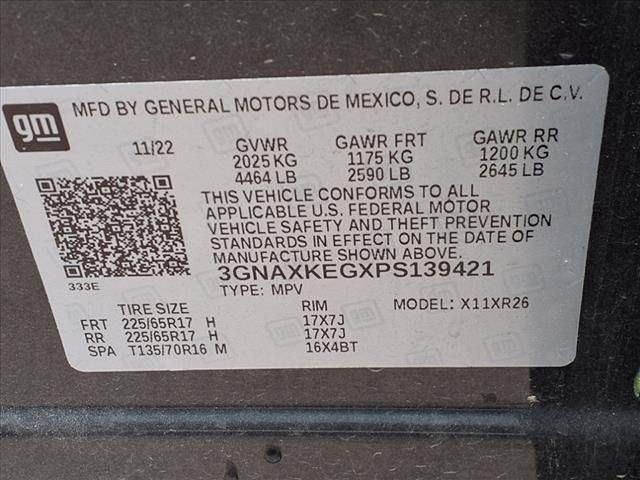 gm
MFD BY GENERAL MOTORS DE MEXICO, S. DE R.L. DE C.V.
11/22 GVWR GAWR FRT GAWR RR
2025 KG 1175 KG 1200 KG
4464 LB 2590 LB 2645 LB
THIS VEHICLE CONFORMS TO ALL
APPLICABLE U.S. FEDERAL MOTOR
VEHICLE SAFETY AND THEFT PREVENTION
STANDARDS IN EFFECT ON THE DATE OF
MANUFACTURE SHOWN ABOVE.
333E
3GNAXKEGXPS139421
TYPE: MPV
TIRE SIZE RIM MODEL: X11XR26
FRT 225/65R17 H 17X7J
RR 225/65R17 H 17X7J
SPA T135/70R16 M 16X4BT